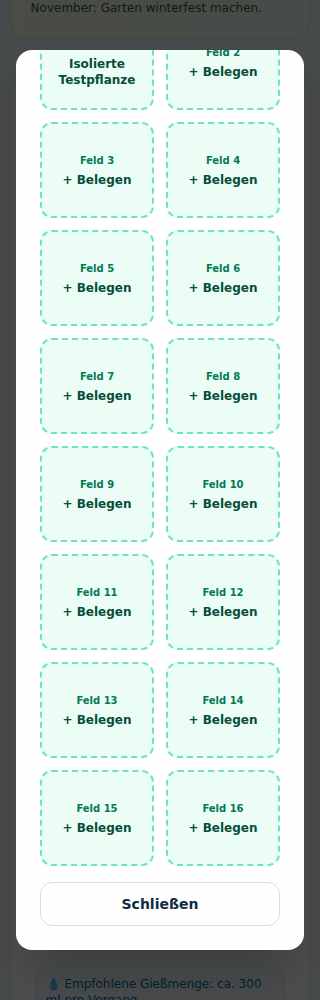 November: Garten winterfest machen.
Isolierte
Testpflanze
Feld 2
+ Belegen
Feld 3
+ Belegen
Feld 4
+ Belegen
Feld 5
+ Belegen
Feld 6
+ Belegen
Feld 7
+ Belegen
Feld 8
+ Belegen
Feld 9
+ Belegen
Feld 10
+ Belegen
Feld 11
+ Belegen
Feld 12
+ Belegen
Feld 13
+ Belegen
Feld 14
+ Belegen
Feld 15
+ Belegen
Feld 16
+ Belegen
Schließen
💧 Empfohlene Gießmenge: ca. 300
ml pro Vorgang